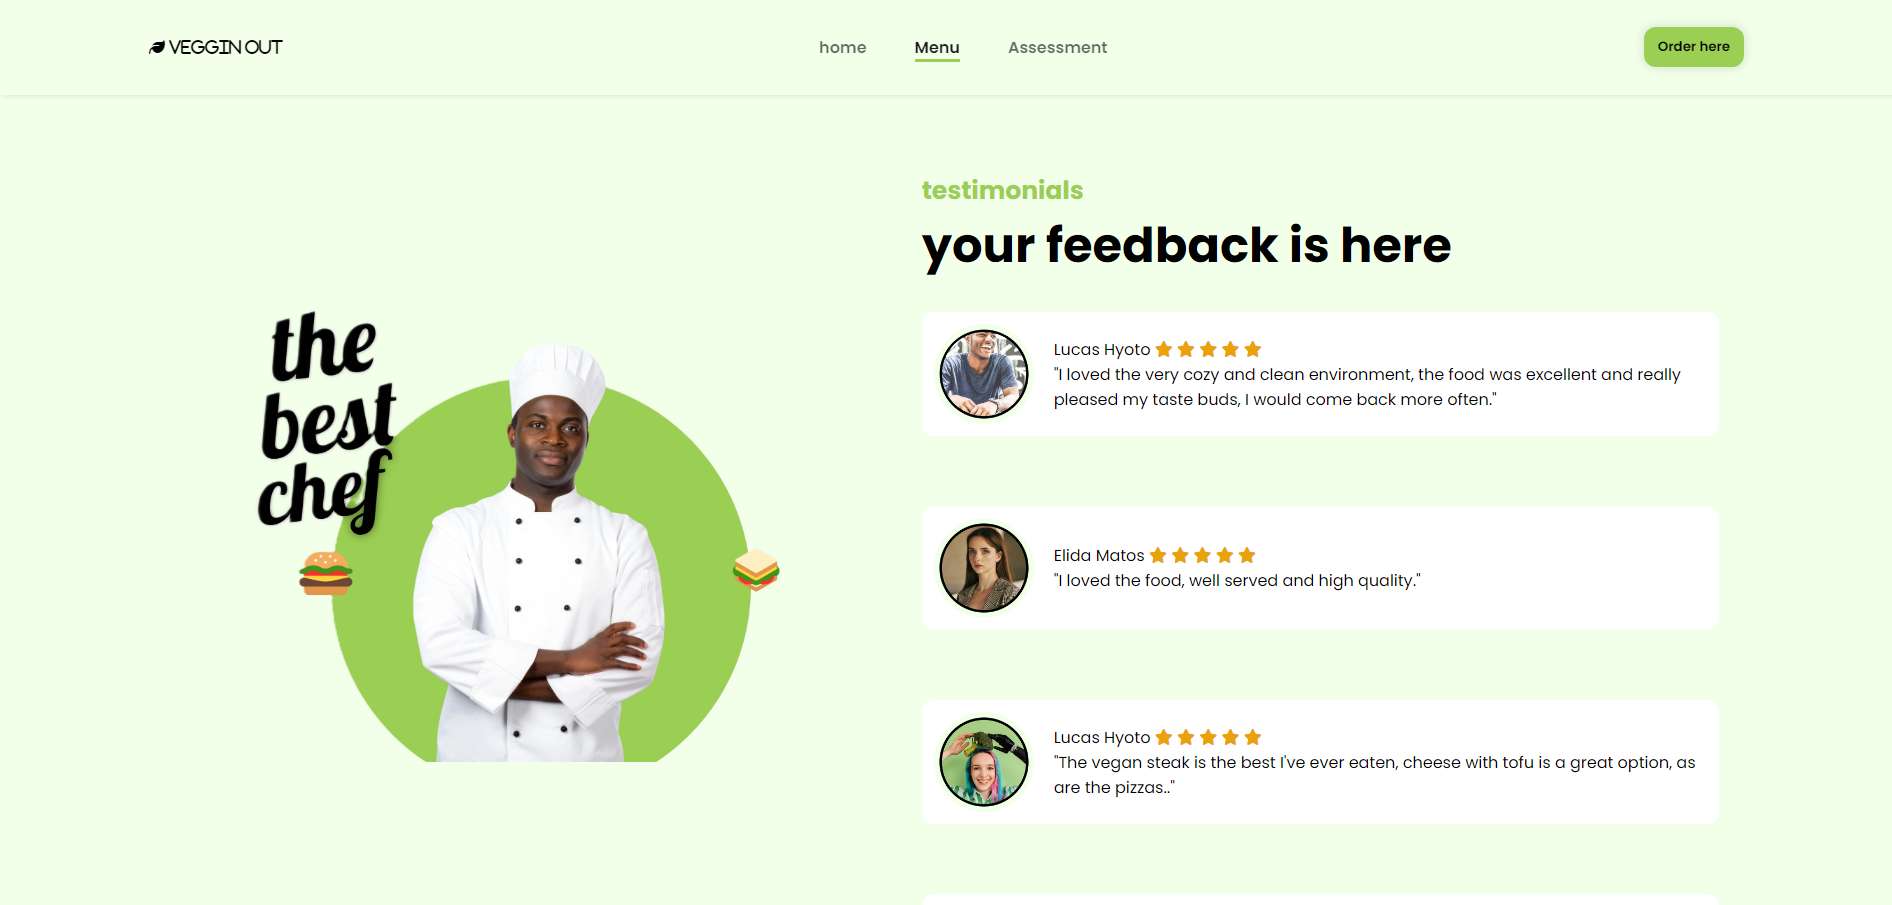 VEGGIN OUT
home
Menu
Assessment
Order here
testimonials
your feedback is here
the
best
chef
Lucas Hyoto
"I loved the very cozy and clean environment, the food was excellent and really
pleased my taste buds, I would come back more often."
Elida Matos
"I loved the food, well served and high quality."
Lucas Hyoto
"The vegan steak is the best I've ever eaten, cheese with tofu is a great option, as
are the pizzas.."